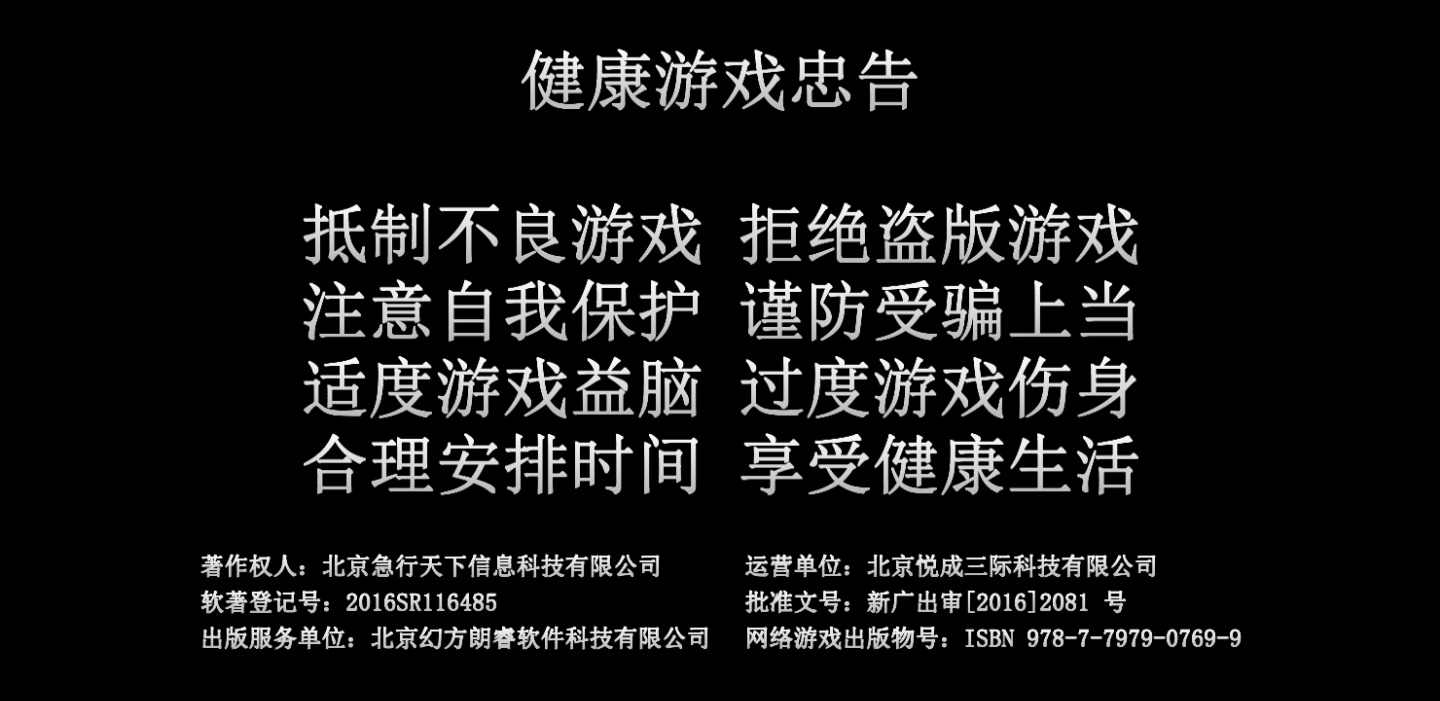 健康游戏忠告
抵制不良游戏 拒绝盗版游戏
注意自我保护 谨防受骗上当
适度游戏益脑 过度游戏伤身
合理安排时间 享受健康生活
著作权人：北京急行天下信息科技有限公司 运营单位：北京悦成三际科技有限公司
软著登记号：2016SR116485 批准文号：新广出审[2016]2081 号
出版服务单位：北京幻方朗睿软件科技有限公司 网络游戏出版物号：ISBN 978-7-7979-0769-9